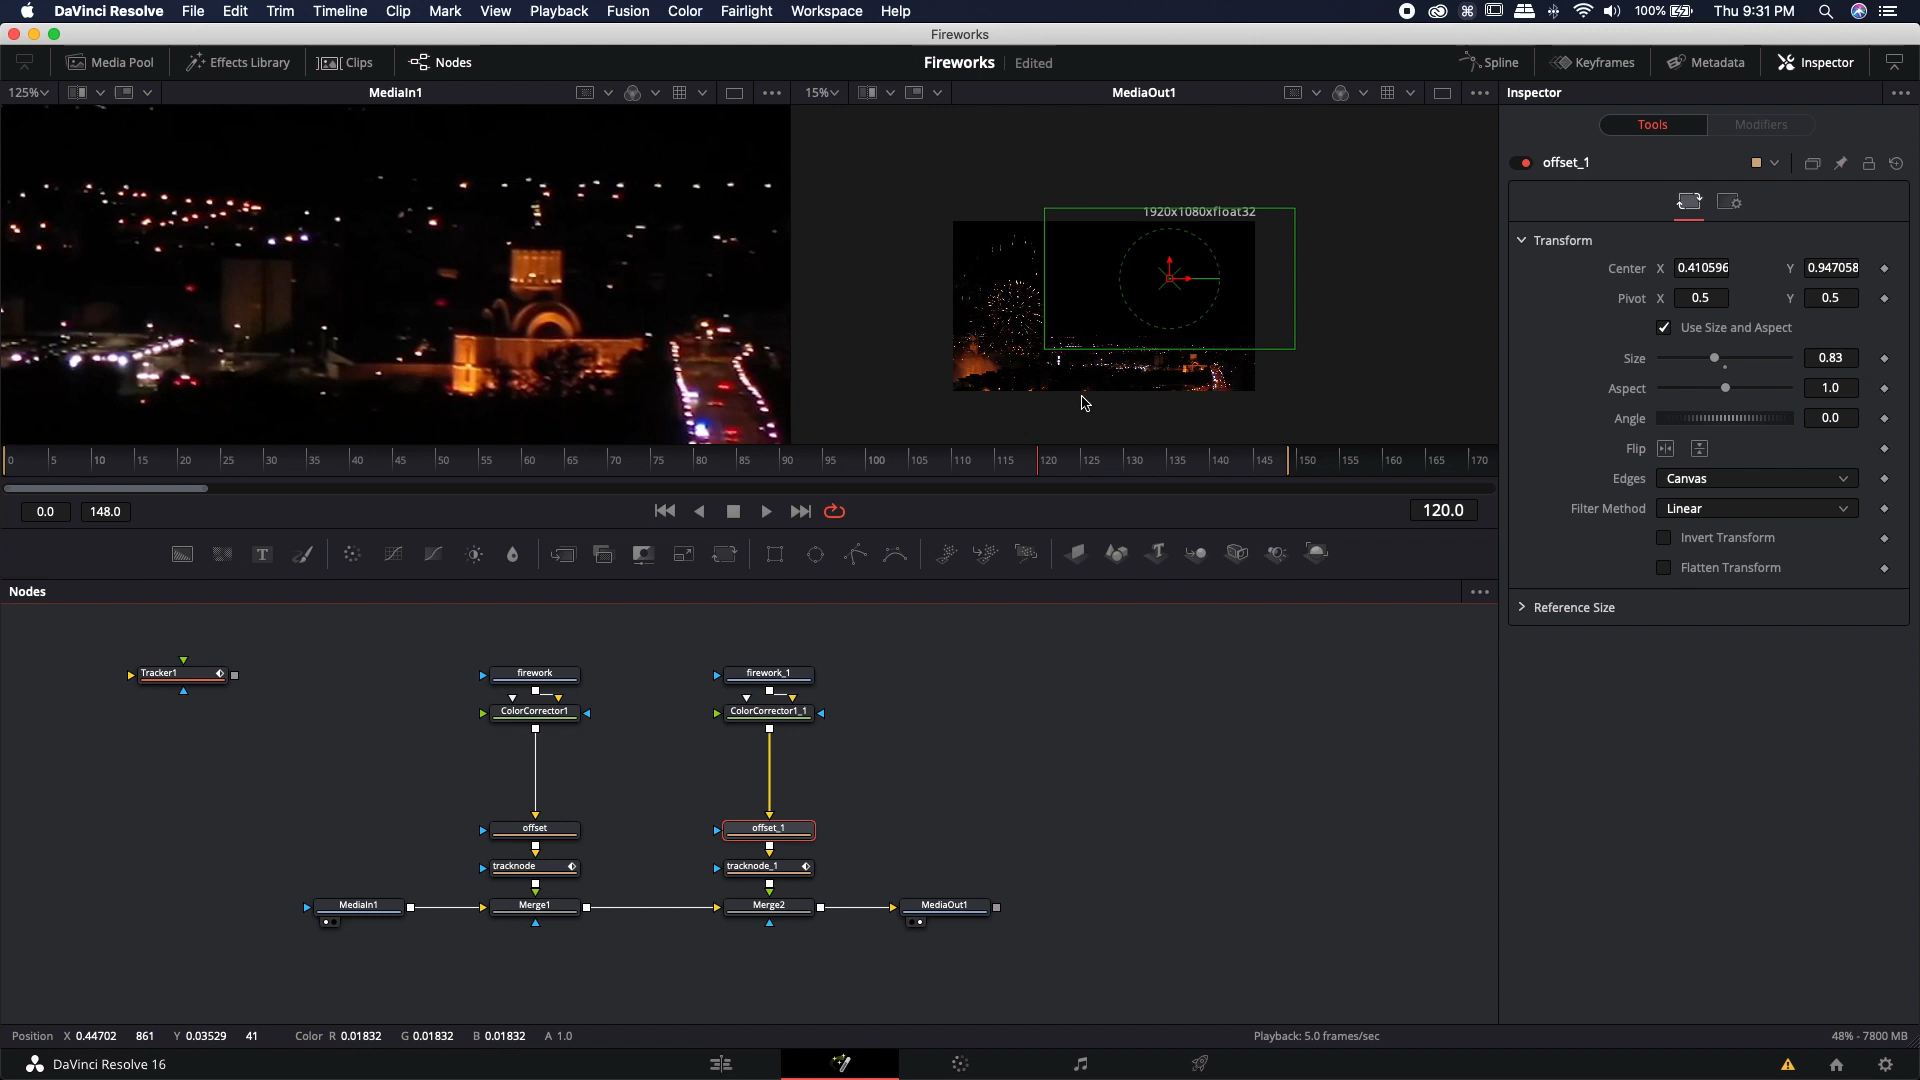 DaVinci Resolve File Edit Trim Timeline Clip Mark View Playback Fusion Color Fairlight Workspace Help 100% Thu 9:31 PM
Fireworks
Media Pool Effects Library Clips Nodes Fireworks Edited Spline Keyframes Metadata Inspector
125% MediaIn1 15% MediaOut1 Inspector
Tools Modifiers
offset_1
1920x1080xfloat32
Transform
Center X 0.410596 Y 0.947058
Pivot X 0.5 Y 0.5
Use Size and Aspect
Size 0.83
Aspect 1.0
Angle 0.0
Flip
Edges Canvas
Filter Method Linear
Invert Transform
Flatten Transform
Reference Size
0 5 10 15 20 25 30 35 40 45 50 55 60 65 70 75 80 85 90 95 100 105 110 115 120 125 130 135 140 145 150 155 160 165 170
0.0 148.0 120.0
T T
Nodes
Tracker1 firework firework_1
ColorCorrector1 ColorCorrector1_1
offset offset_1
tracknode tracknode_1
MediaIn1 Merge1 Merge2 MediaOut1
Position X 0.44702 861 Y 0.03529 41 Color R 0.01832 G 0.01832 B 0.01832 A 1.0 Playback: 5.0 frames/sec 48% - 7800 MB
DaVinci Resolve 16